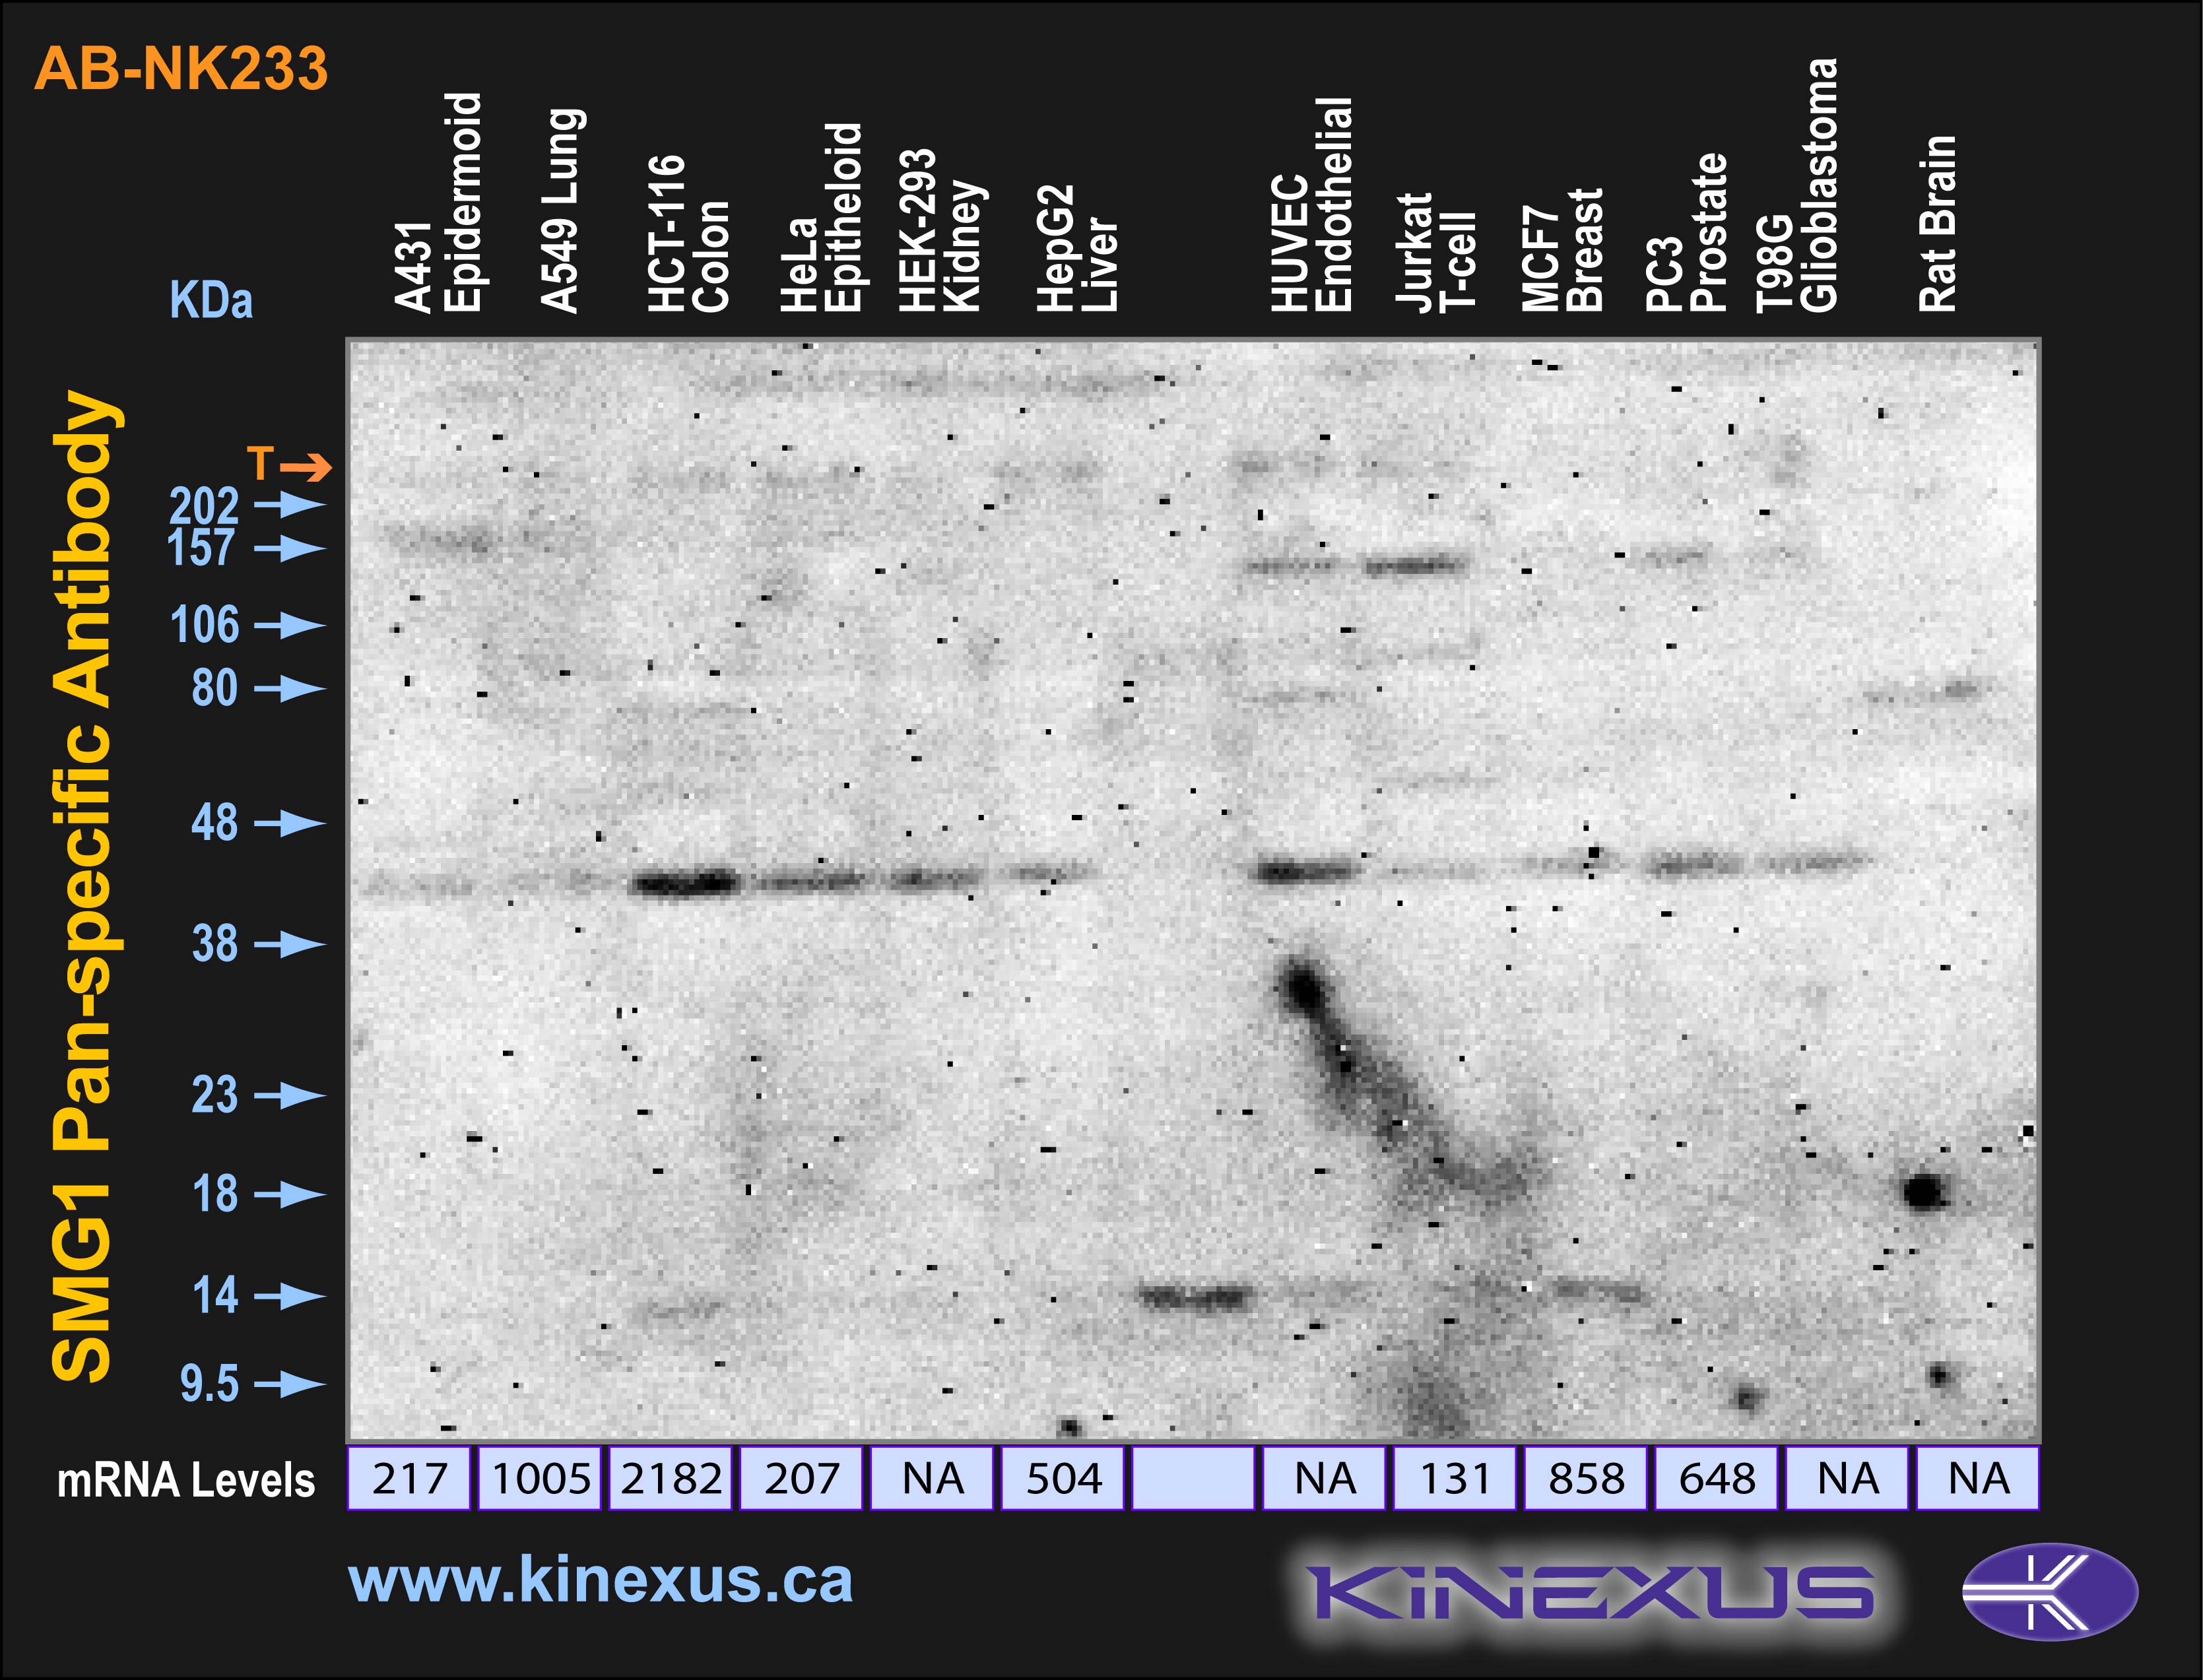 AB-NK233
A431
Epidermoid
A549 Lung
HCT-116
Colon
HeLa
Epitheloid
HEK-293
Kidney
HepG2
Liver
HUVEC
Endothelial
Jurkat
T-cell
MCF7
Breast
PC3
Prostate
T98G
Glioblastoma
Rat Brain
KDa
SMG1 Pan-specific Antibody
T
202
157
106
80
48
38
23
18
14
9.5
mRNA Levels 217 1005 2182 207 NA 504 NA 131 858 648 NA NA
www.kinexus.ca
KiNEXUS